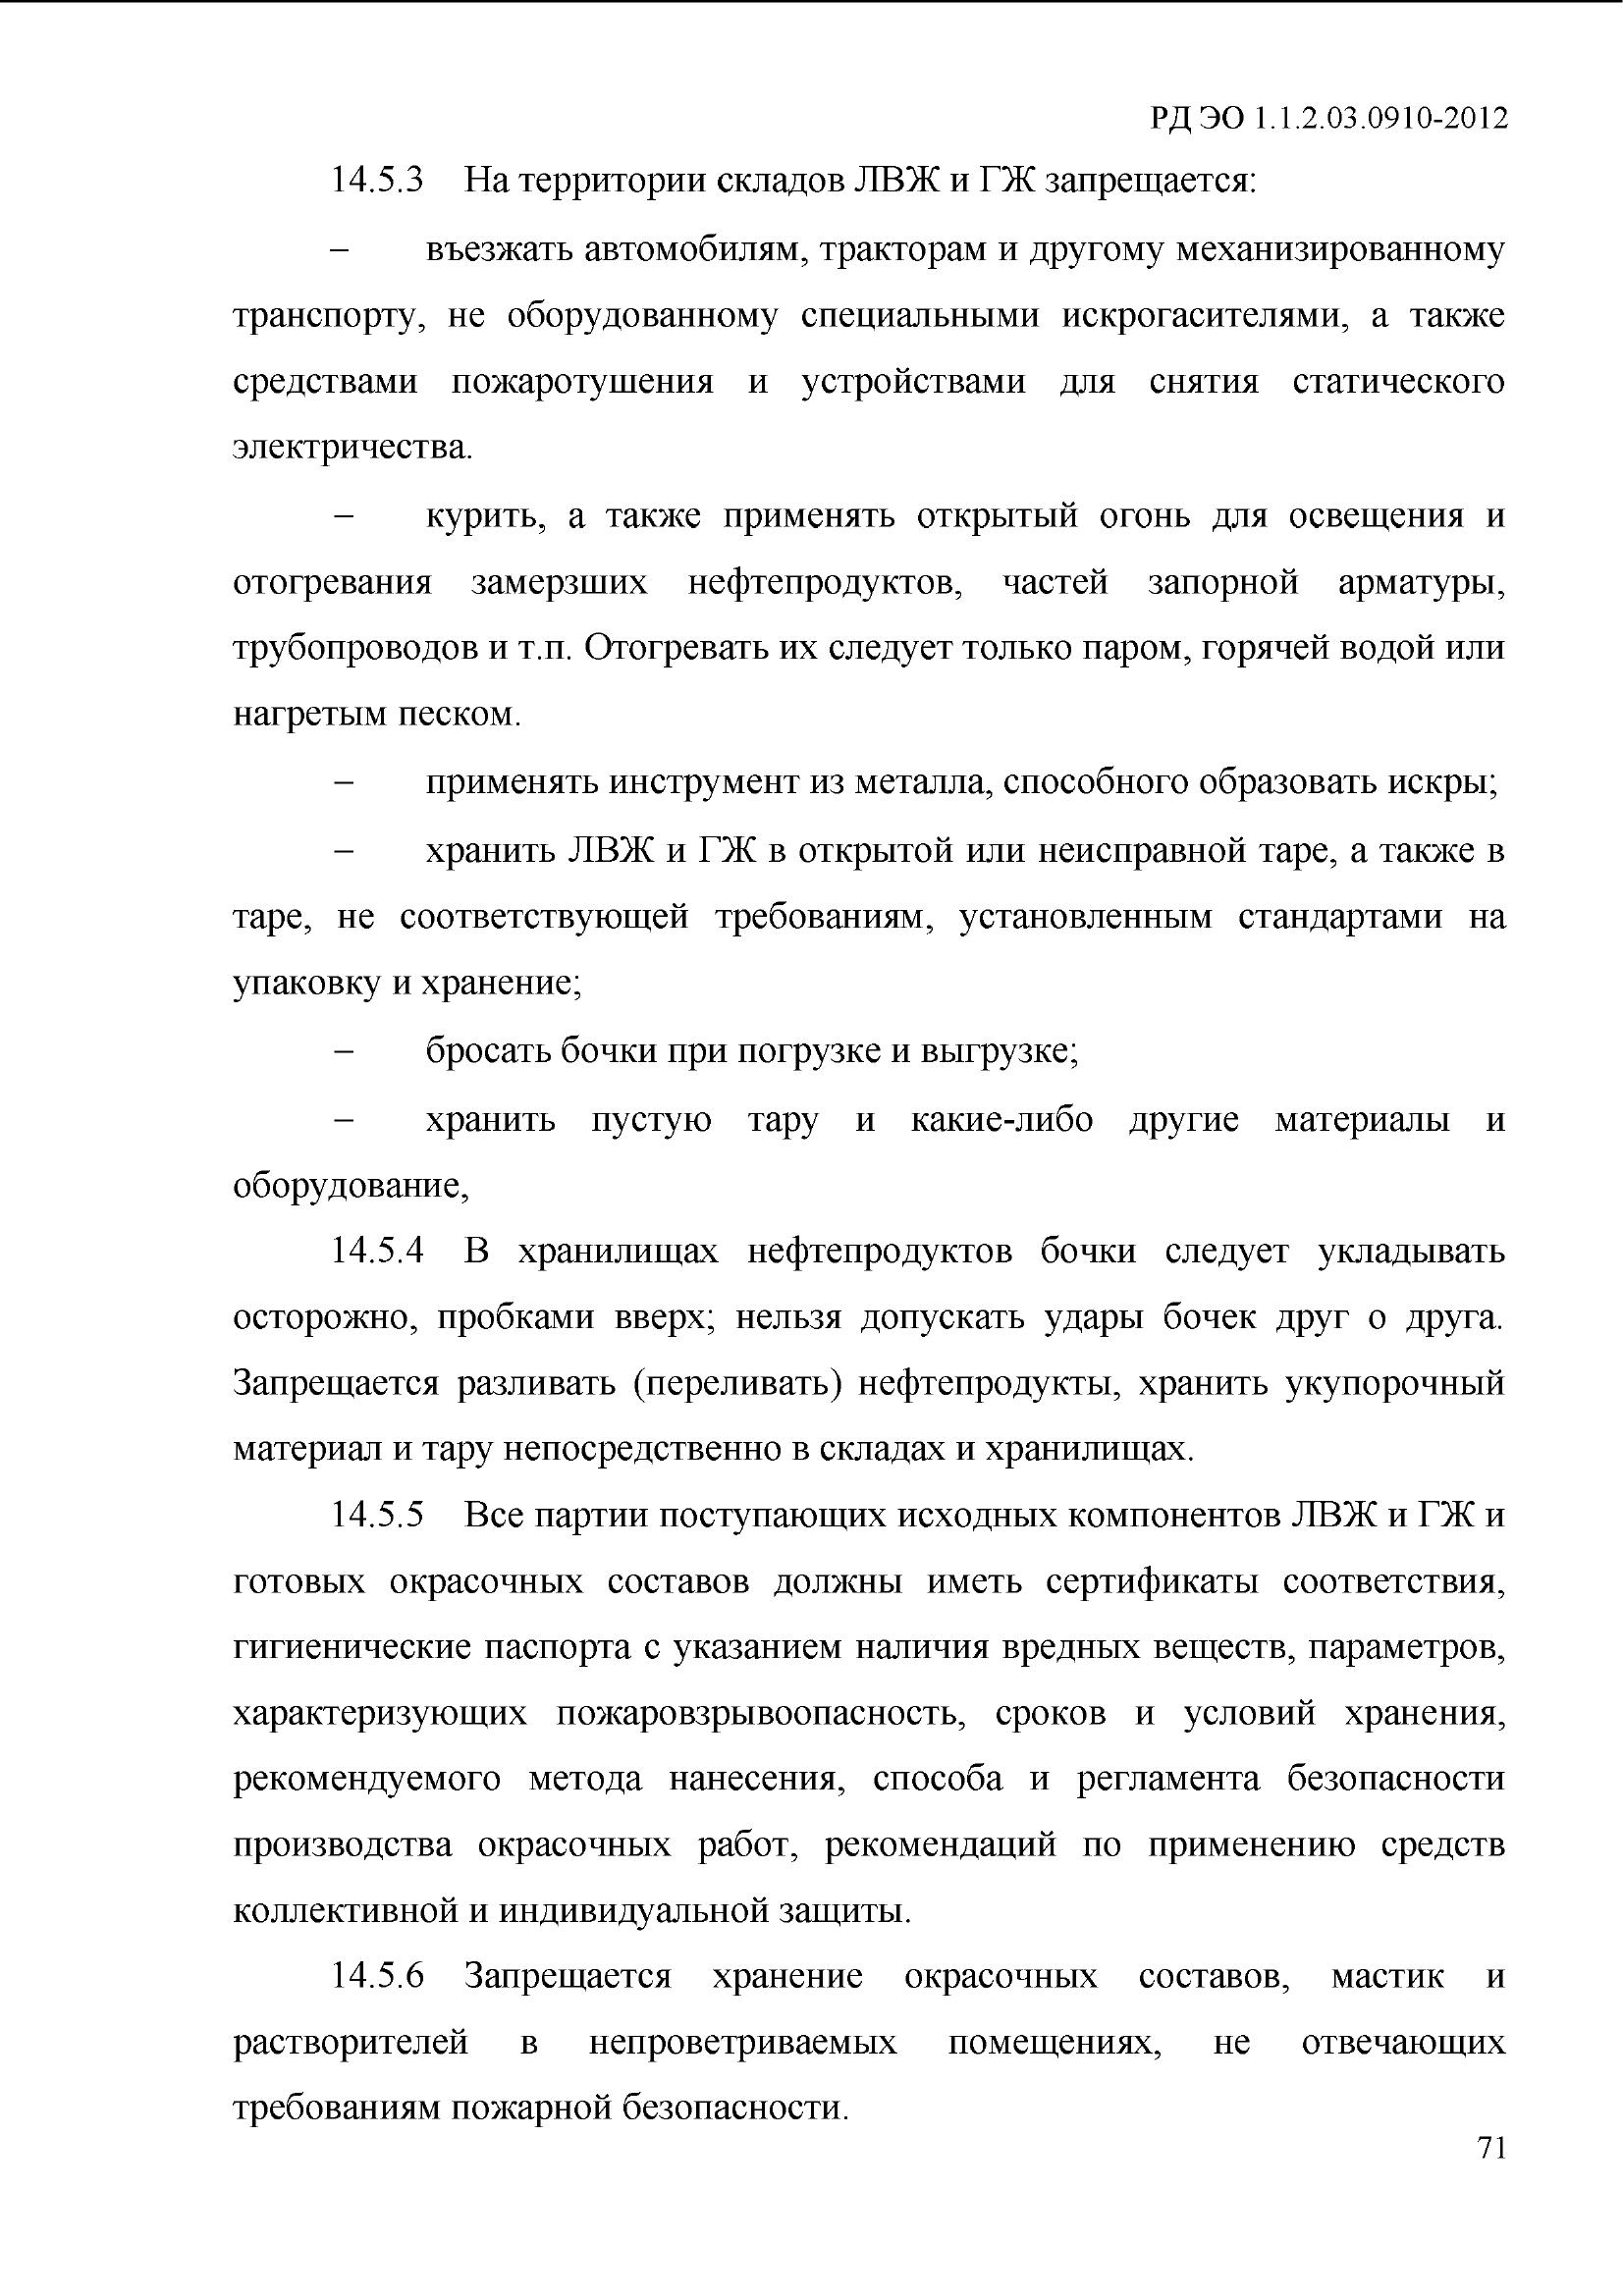 РД ЭО 1.1.2.03.0910-2012
14.5.3 На территории складов ЛВЖ и ГЖ запрещается:
– въезжать автомобилям, тракторам и другому механизированному
транспорту, не оборудованному специальными искрогасителями, а также
средствами пожаротушения и устройствами для снятия статического
электричества.
– курить, а также применять открытый огонь для освещения и
отогревания замерзших нефтепродуктов, частей запорной арматуры,
трубопроводов и т.п. Отогревать их следует только паром, горячей водой или
нагретым песком.
– применять инструмент из металла, способного образовать искры;
– хранить ЛВЖ и ГЖ в открытой или неисправной таре, а также в
таре, не соответствующей требованиям, установленным стандартами на
упаковку и хранение;
– бросать бочки при погрузке и выгрузке;
– хранить пустую тару и какие-либо другие материалы и
оборудование,
14.5.4 В хранилищах нефтепродуктов бочки следует укладывать
осторожно, пробками вверх; нельзя допускать удары бочек друг о друга.
Запрещается разливать (переливать) нефтепродукты, хранить укупорочный
материал и тару непосредственно в складах и хранилищах.
14.5.5 Все партии поступающих исходных компонентов ЛВЖ и ГЖ и
готовых окрасочных составов должны иметь сертификаты соответствия,
гигиенические паспорта с указанием наличия вредных веществ, параметров,
характеризующих пожаровзрывоопасность, сроков и условий хранения,
рекомендуемого метода нанесения, способа и регламента безопасности
производства окрасочных работ, рекомендаций по применению средств
коллективной и индивидуальной защиты.
14.5.6 Запрещается хранение окрасочных составов, мастик и
растворителей в непроветриваемых помещениях, не отвечающих
требованиям пожарной безопасности.
71